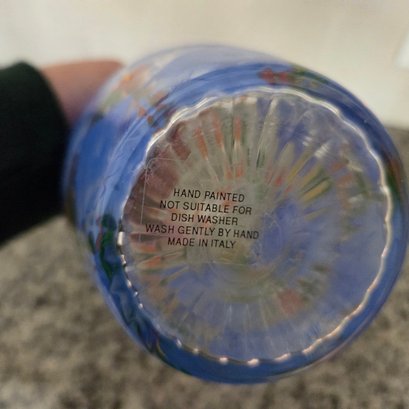 HAND PAINTED
NOT SUITABLE FOR
DISH WASHER
WASH GENTLY BY HAND
MADE IN ITALY